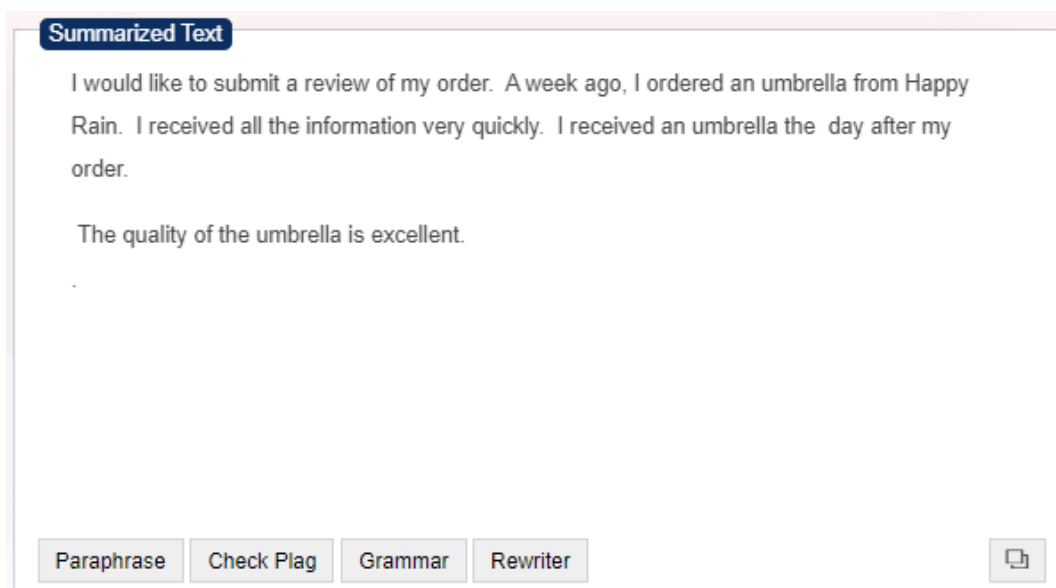 Summarized Text
I would like to submit a review of my order.  A week ago, I ordered an umbrella from Happy
Rain.  I received all the information very quickly.  I received an umbrella the  day after my
order.
The quality of the umbrella is excellent.
.
Paraphrase Check Plag Grammar Rewriter